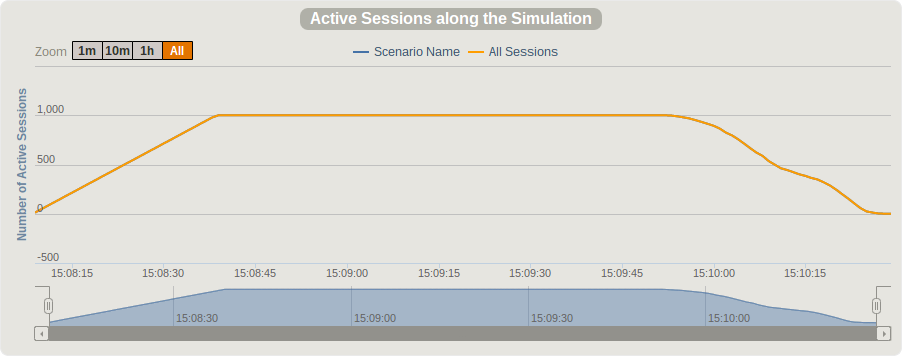 Active Sessions along the Simulation
Zoom 1m 10m 1h All
Scenario Name All Sessions
Number of Active Sessions
1,000
500
0
-500
15:08:15 15:08:30 15:08:45 15:09:00 15:09:15 15:09:30 15:09:45 15:10:00 15:10:15
15:08:30 15:09:00 15:09:30 15:10:00